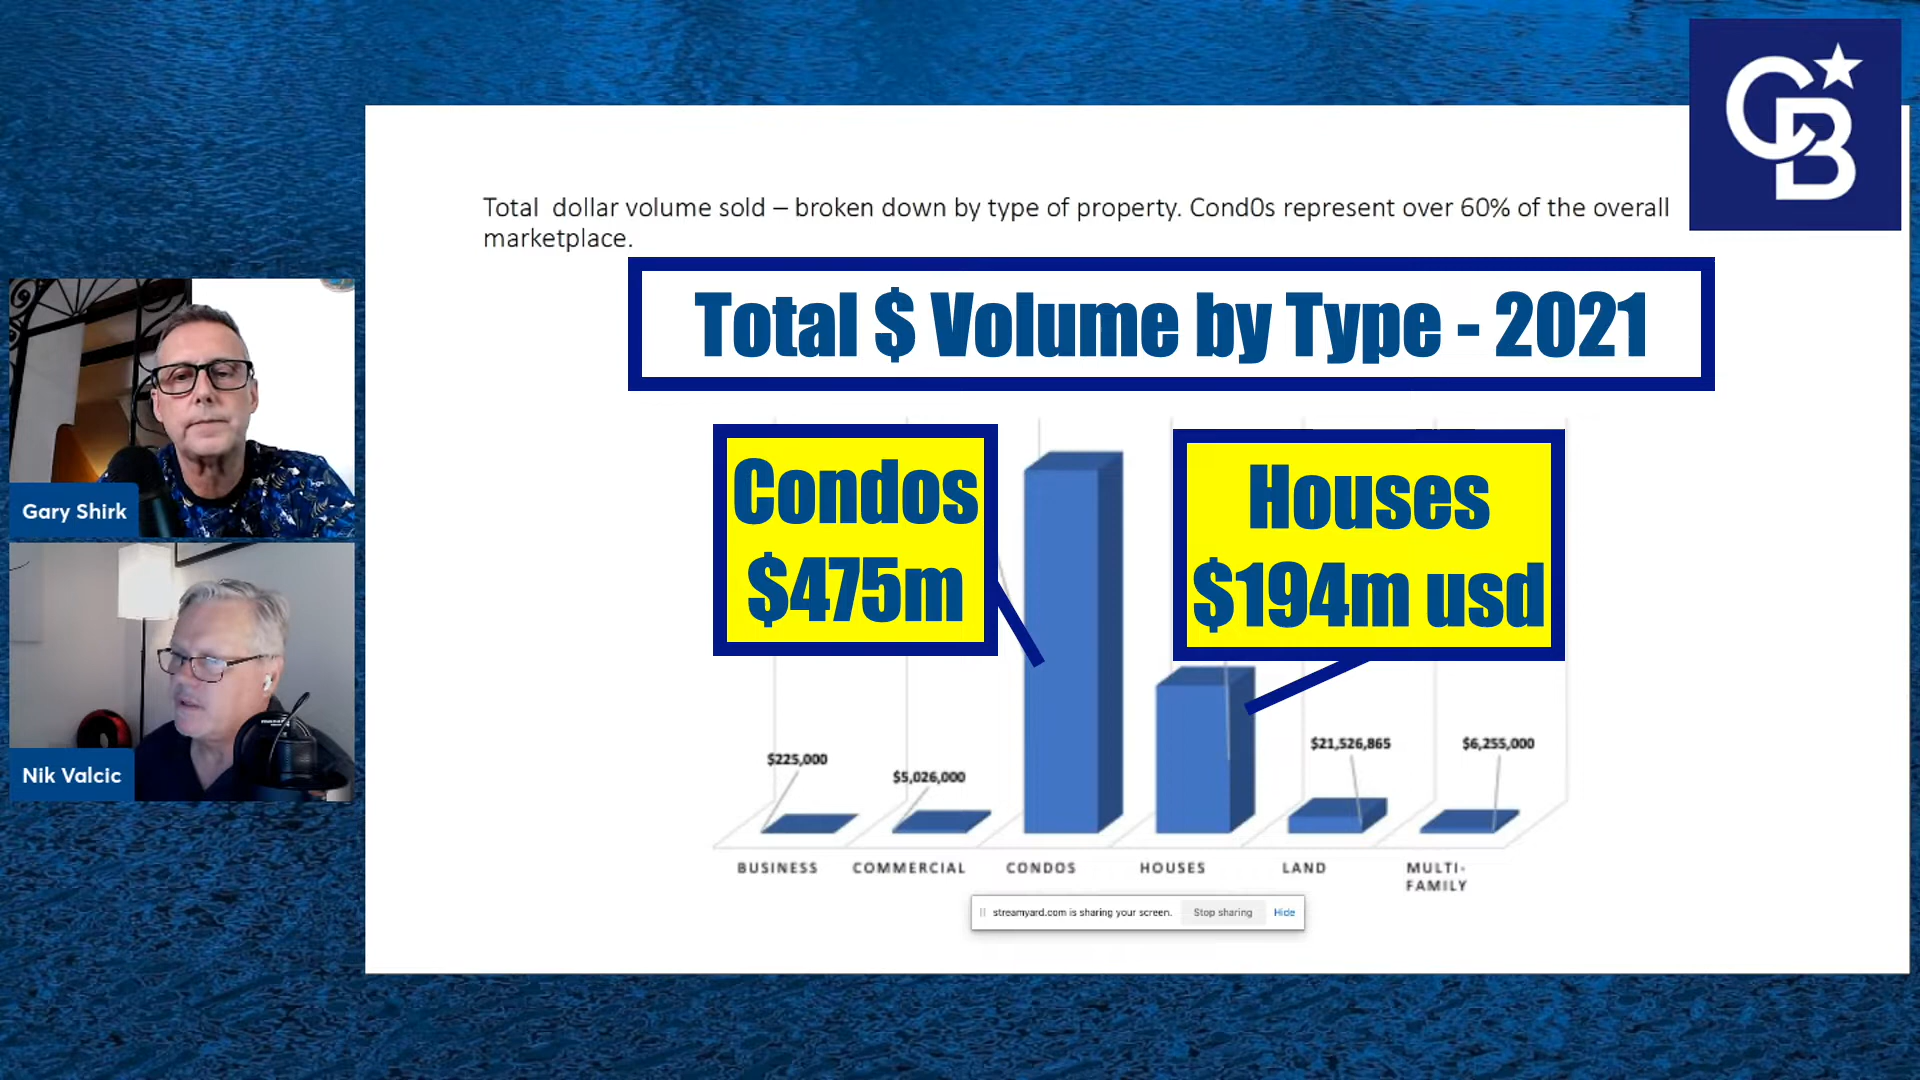 CB
Total dollar volume sold – broken down by type of property. Cond0s represent over 60% of the overall
marketplace.
Total $ Volume by Type - 2021
Condos
$475m
Houses
$194m usd
Gary Shirk
Nik Valcic
$225,000
$5,026,000
$21,526,865
$6,255,000
BUSINESS
COMMERCIAL
CONDOS
HOUSES
LAND
MULTI-
FAMILY
streamyard.com is sharing your screen.
Stop sharing
Hide